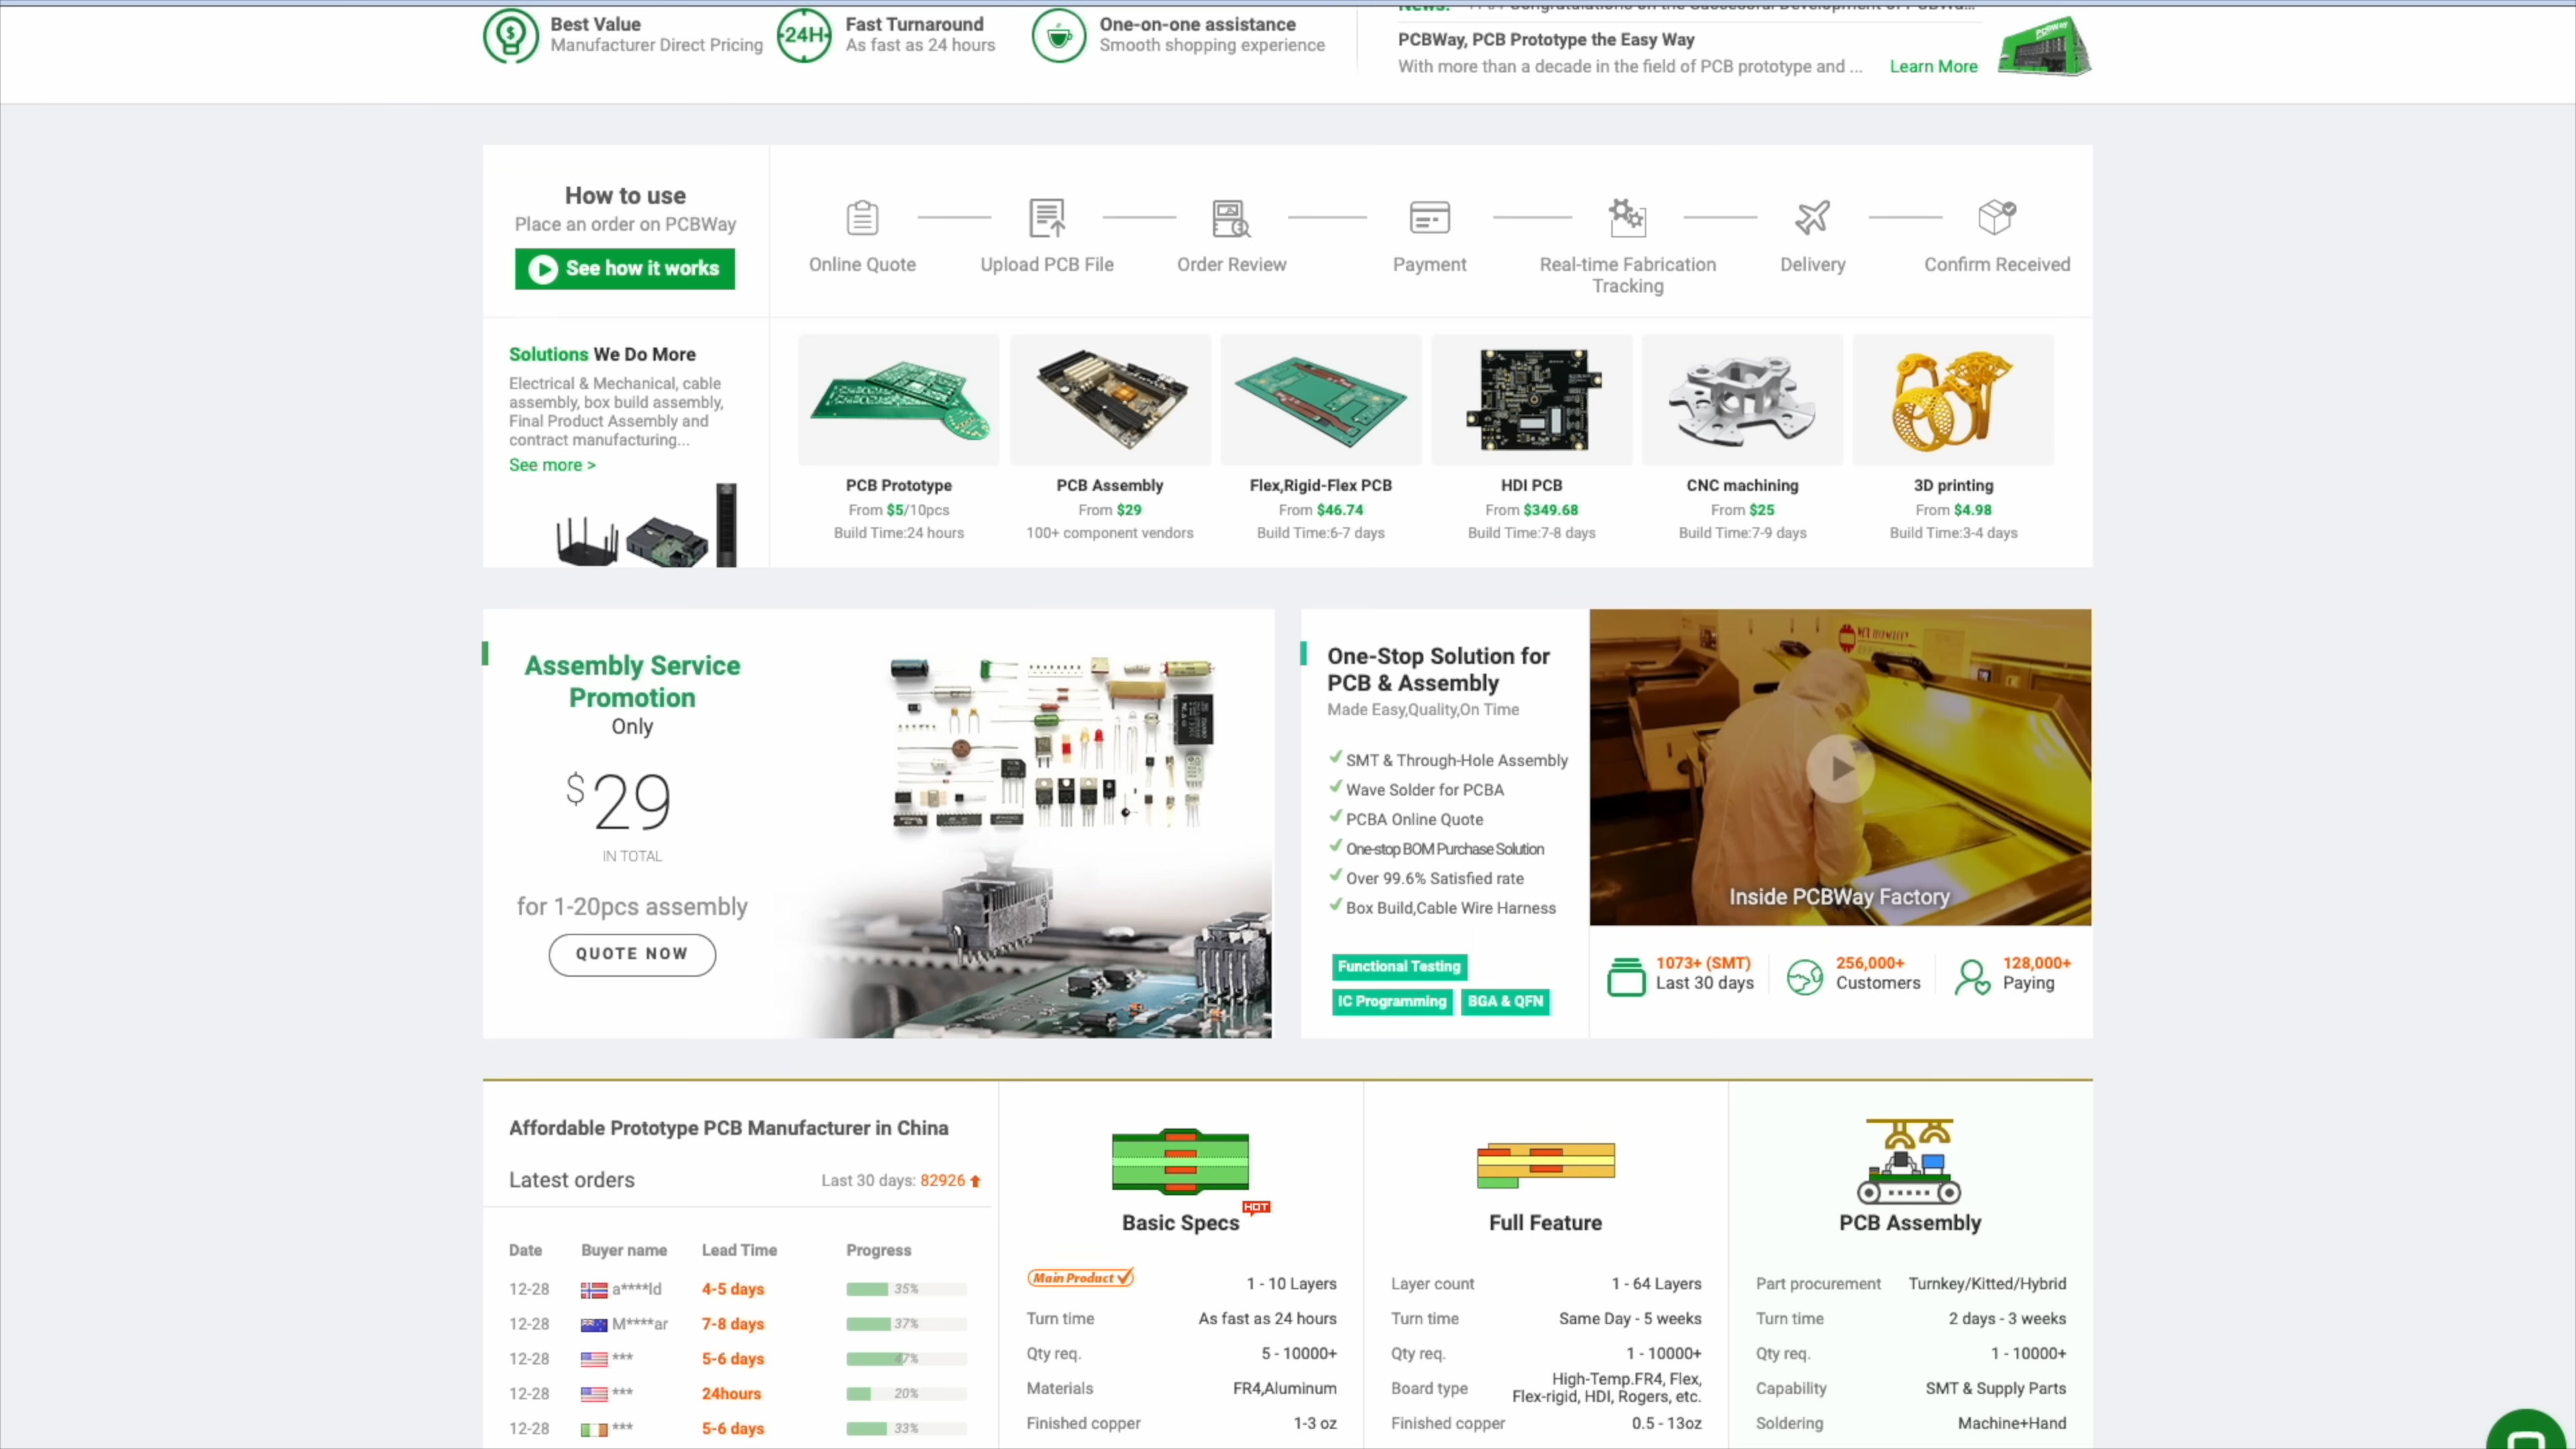 Best Value
Manufacturer Direct Pricing
24H
Fast Turnaround
As fast as 24 hours
One-on-one assistance
Smooth shopping experience
PCBWay, PCB Prototype the Easy Way
With more than a decade in the field of PCB prototype and ...
Learn More
How to use
Place an order on PCBWay
See how it works
Online Quote
Upload PCB File
Order Review
Payment
Real-time Fabrication
Tracking
Delivery
Confirm Received
Solutions We Do More
Electrical & Mechanical, cable
assembly, box build assembly,
Final Product Assembly and
contract manufacturing...
See more >
PCB Prototype
From $5/10pcs
Build Time:24 hours
PCB Assembly
From $29
100+ component vendors
Flex,Rigid-Flex PCB
From $46.74
Build Time:6-7 days
HDI PCB
From $349.68
Build Time:7-8 days
CNC machining
From $25
Build Time:7-9 days
3D printing
From $4.98
Build Time:3-4 days
Assembly Service
Promotion
Only
$29
IN TOTAL
for 1-20pcs assembly
QUOTE NOW
One-Stop Solution for
PCB & Assembly
Made Easy,Quality,On Time
SMT & Through-Hole Assembly
Wave Solder for PCBA
PCBA Online Quote
One-stop BOM Purchase Solution
Over 99.6% Satisfied rate
Box Build,Cable Wire Harness
Functional Testing
IC Programming
BGA & QFN
Inside PCBWay Factory
1073+ (SMT)
Last 30 days
256,000+
Customers
128,000+
Paying
Affordable Prototype PCB Manufacturer in China
Latest orders
Last 30 days: 82926
Date Buyer name Lead Time Progress
12-28 a****ld 4-5 days 35%
12-28 M****ar 7-8 days 37%
12-28 *** 5-6 days 47%
12-28 *** 24hours 20%
12-28 *** 5-6 days 33%
HOT
Basic Specs
Main Product 1 - 10 Layers
Turn time As fast as 24 hours
Qty req. 5 - 10000+
Materials FR4,Aluminum
Finished copper 1-3 oz
Full Feature
Layer count 1 - 64 Layers
Turn time Same Day - 5 weeks
Qty req. 1 - 10000+
Board type High-Temp.FR4, Flex,
Flex-rigid, HDI, Rogers, etc.
Finished copper 0.5 - 13oz
PCB Assembly
Part procurement Turnkey/Kitted/Hybrid
Turn time 2 days - 3 weeks
Qty req. 1 - 10000+
Capability SMT & Supply Parts
Soldering Machine+Hand